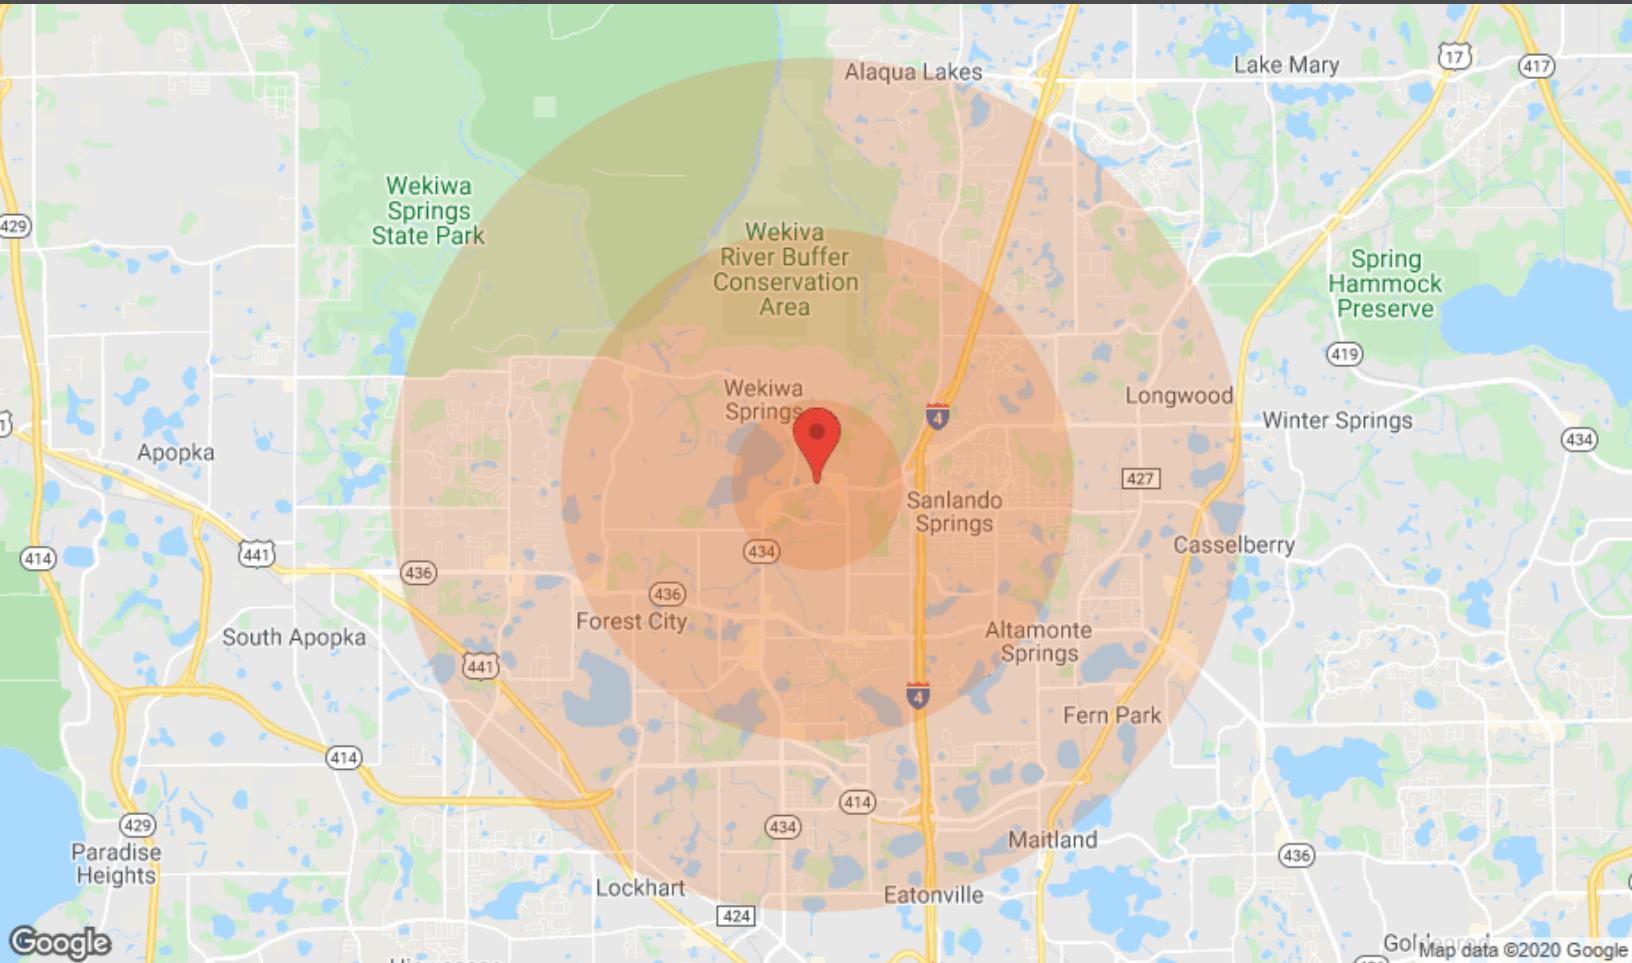 Alaqua Lakes
Lake Mary
17
417
Wekiwa
Springs
State Park
429
Wekiva
River Buffer
Conservation
Area
Spring
Hammock
Preserve
419
Wekiwa
Springs
4
Longwood
Winter Springs
434
Apopka
427
Sanlando
Springs
Casselberry
414
441
436
434
436
Forest City
South Apopka
Altamonte
Springs
441
4
Fern Park
414
414
434
429
Maitland
436
Paradise
Heights
Lockhart
Eatonville
424
Google
Map data ©2020 Google